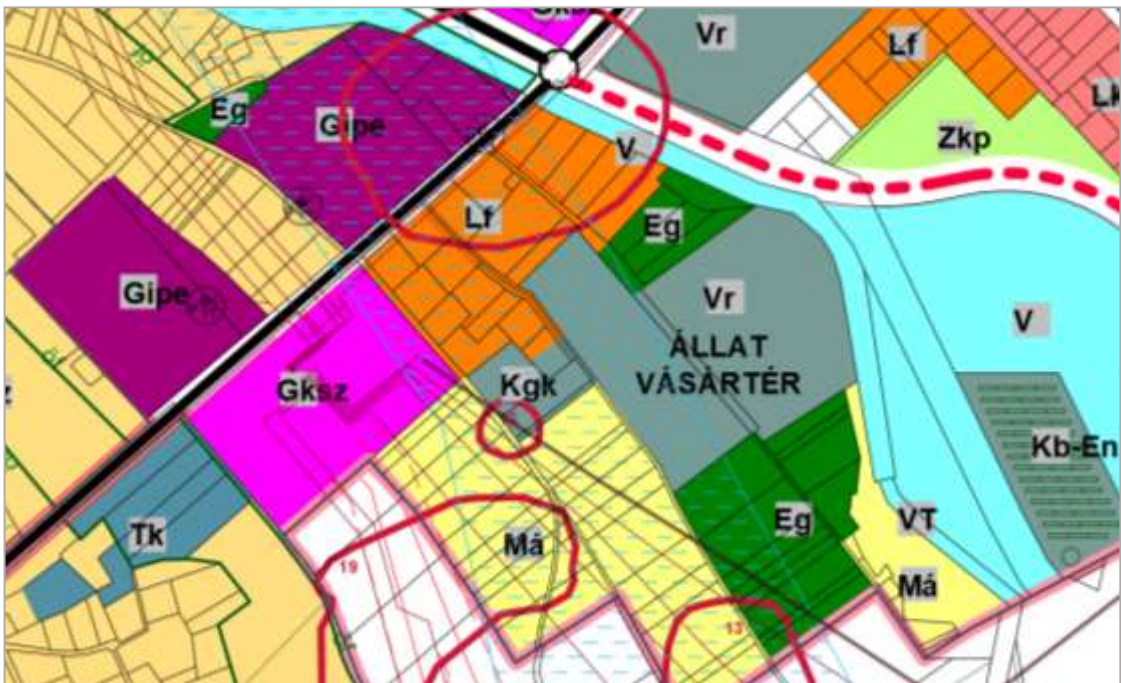 Gksz
Vr
Lf
Lk
Eg
Gipe
V
Zkp
Lf
Eg
Gipe
Vr
V
ÁLLAT
VÁSÁRTÉR
Gksz
Kgk
Kb-En
Tk
Má
Eg
VT
Má
19
13